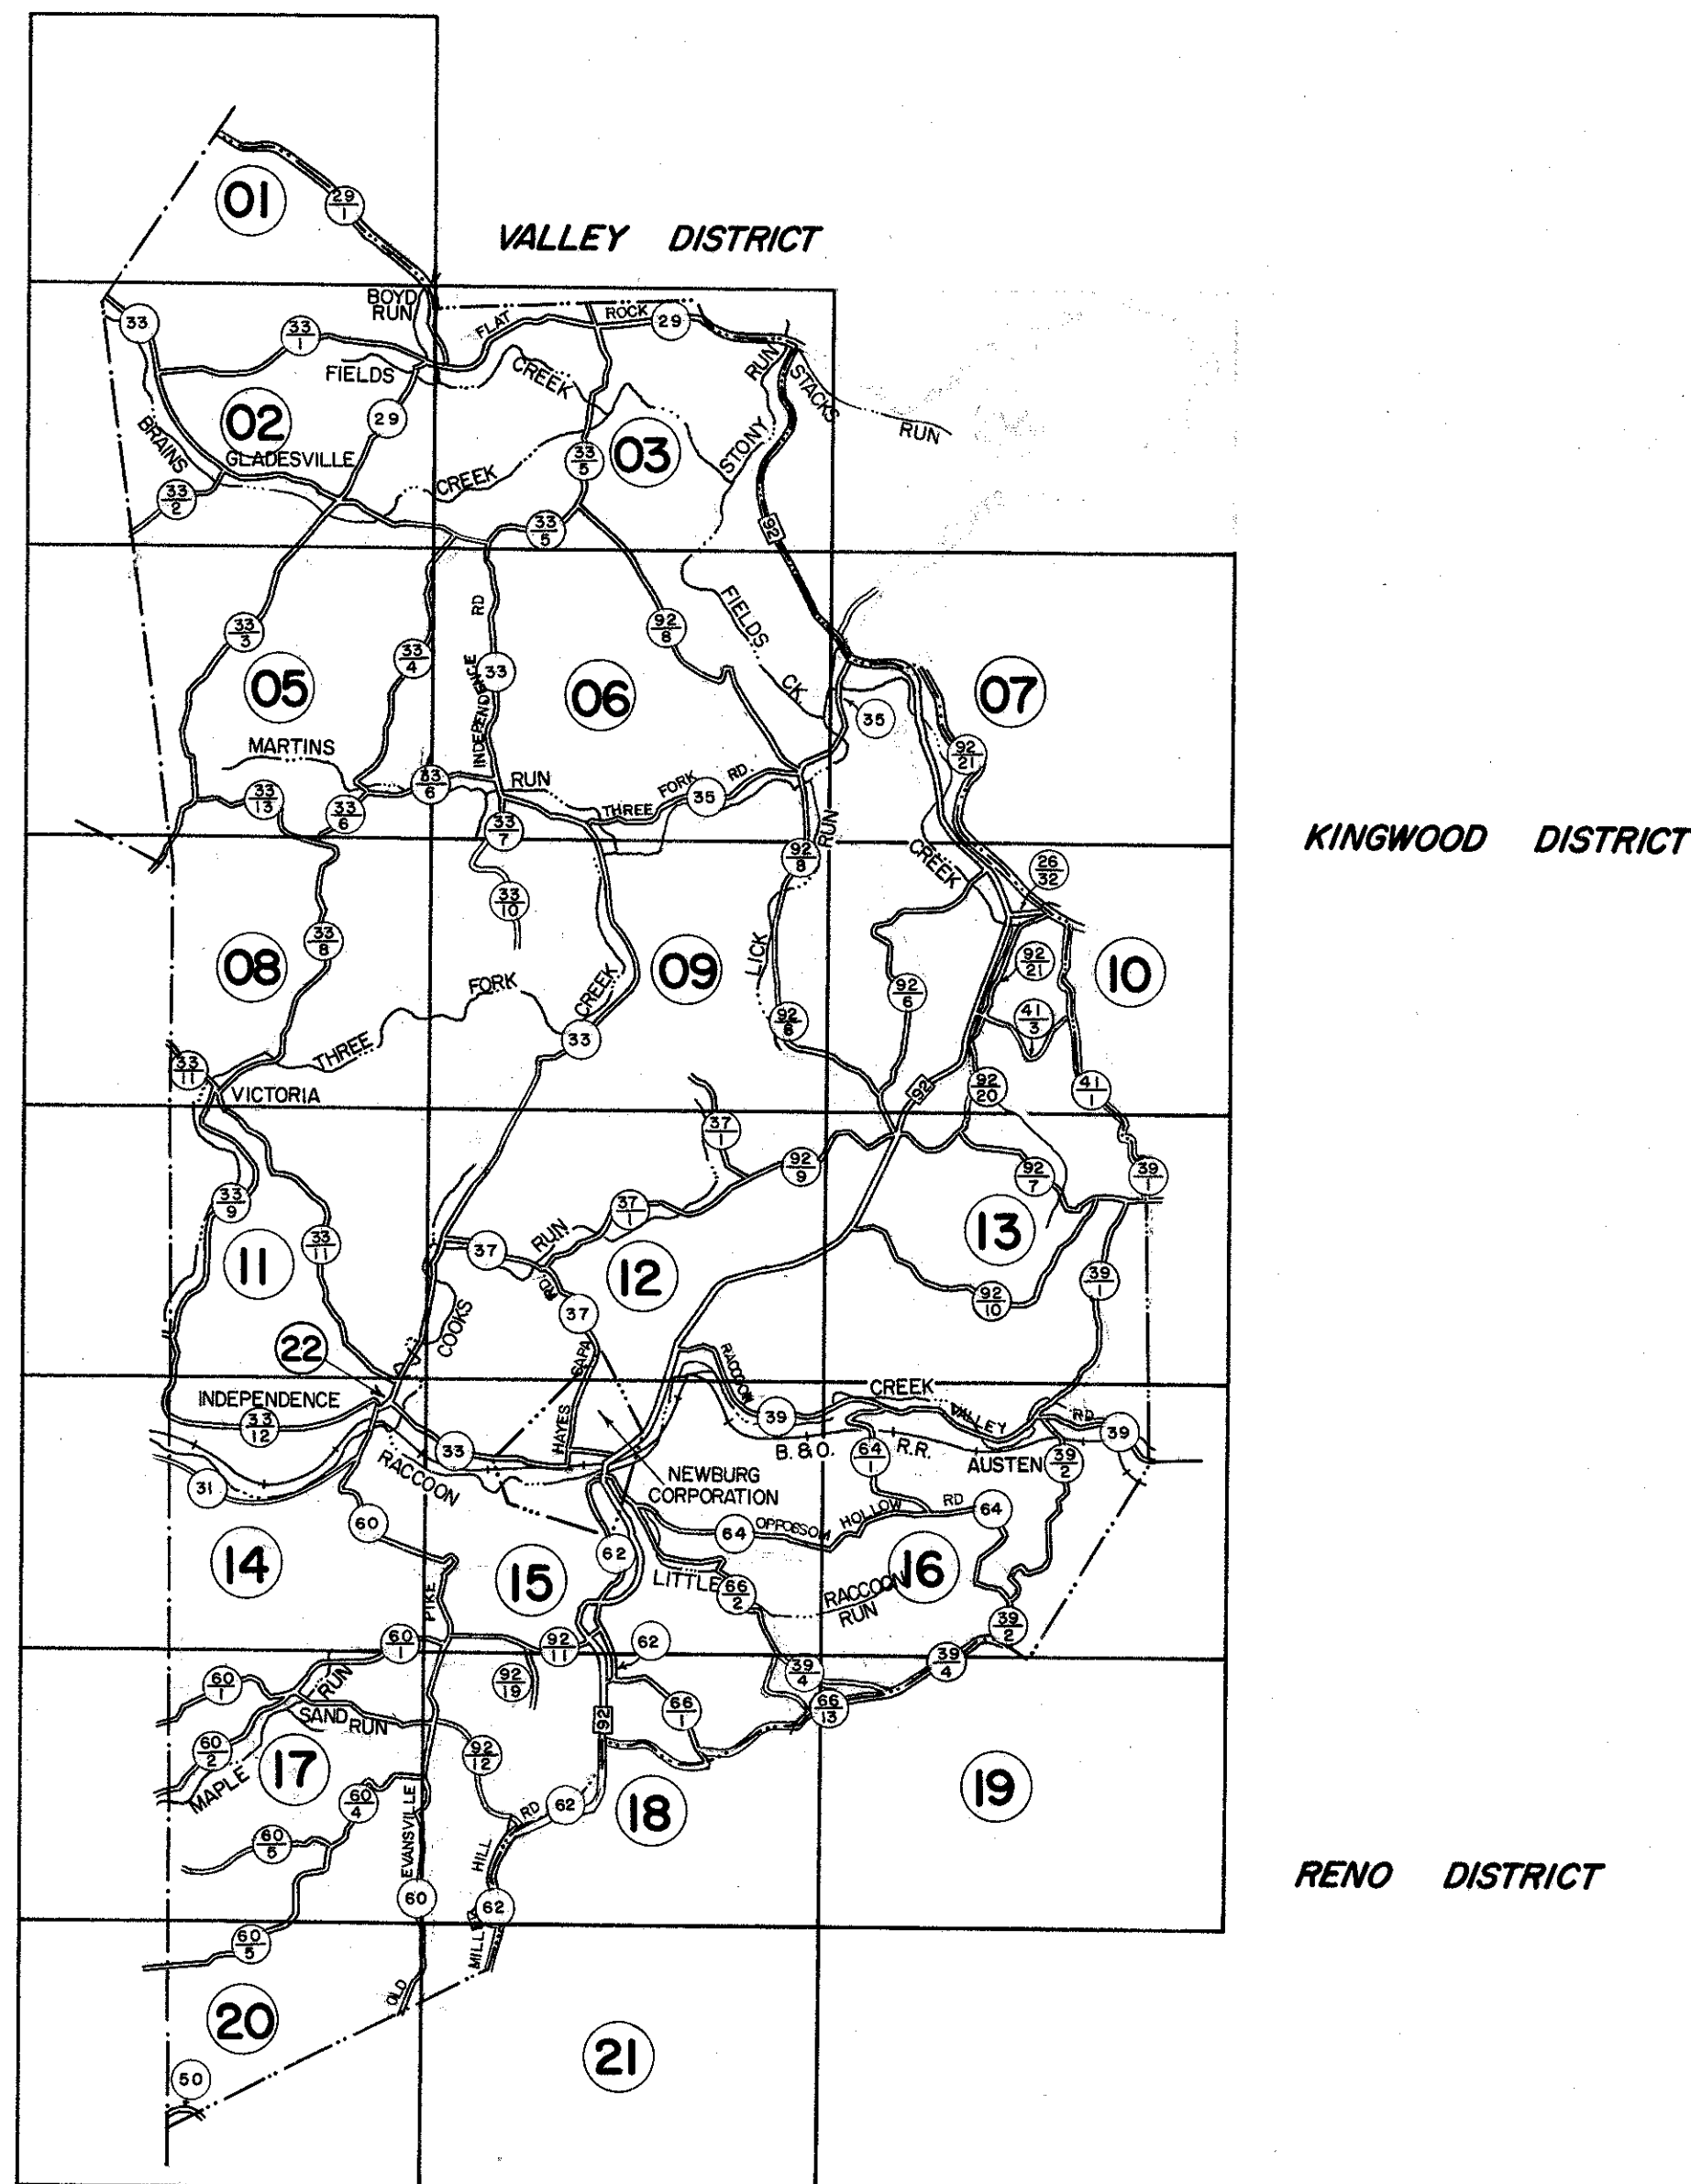 01
29
1
VALLEY DISTRICT
BOYD
RUN
33
33
1
FLAT ROCK
29
FIELDS CREEK
RUN
STACKS
RUN
29
02
BRAINS
GLADESVILLE
CREEK
33
5
03
STONY
33
2
33
5
92
RD
FIELDS
92
8
33
3
33
4
33
INDEPENDENCE
05
06
CK.
07
35
MARTINS
92
21
33
6
RUN
FORK RD.
35
THREE
33
13
33
6
33
7
RUN
KINGWOOD DISTRICT
92
8
CREEK
26
32
33
10
33
8
08
FORK
CREEK
09
LICK
92
21
10
92
6
92
6
41
3
33
THREE
33
11
VICTORIA
92
92
20
41
1
37
1
92
9
92
7
39
1
33
9
37
1
RUN
33
11
37
13
11
12
RD
39
1
92
10
COOKS
37
22
SAPA
RACCOON
INDEPENDENCE
CREEK
33
12
HAYES
39
VALLEY
RD
39
33
B. & O.
R.R.
64
1
AUSTEN
39
2
RACCOON
NEWBURG
CORPORATION
31
60
64
OPPOSSOM HOLLOW RD
64
14
62
15
16
LITTLE
66
2
RACCOON
RUN
PIKE
39
2
60
1
92
11
62
39
4
39
4
60
1
RUN
92
19
SAND RUN
66
1
66
13
92
60
2
92
12
17
MAPLE
60
4
EVANSVILLE
RD
62
18
19
60
5
HILL
RENO DISTRICT
60
62
MILLER
60
5
OLD
20
21
50